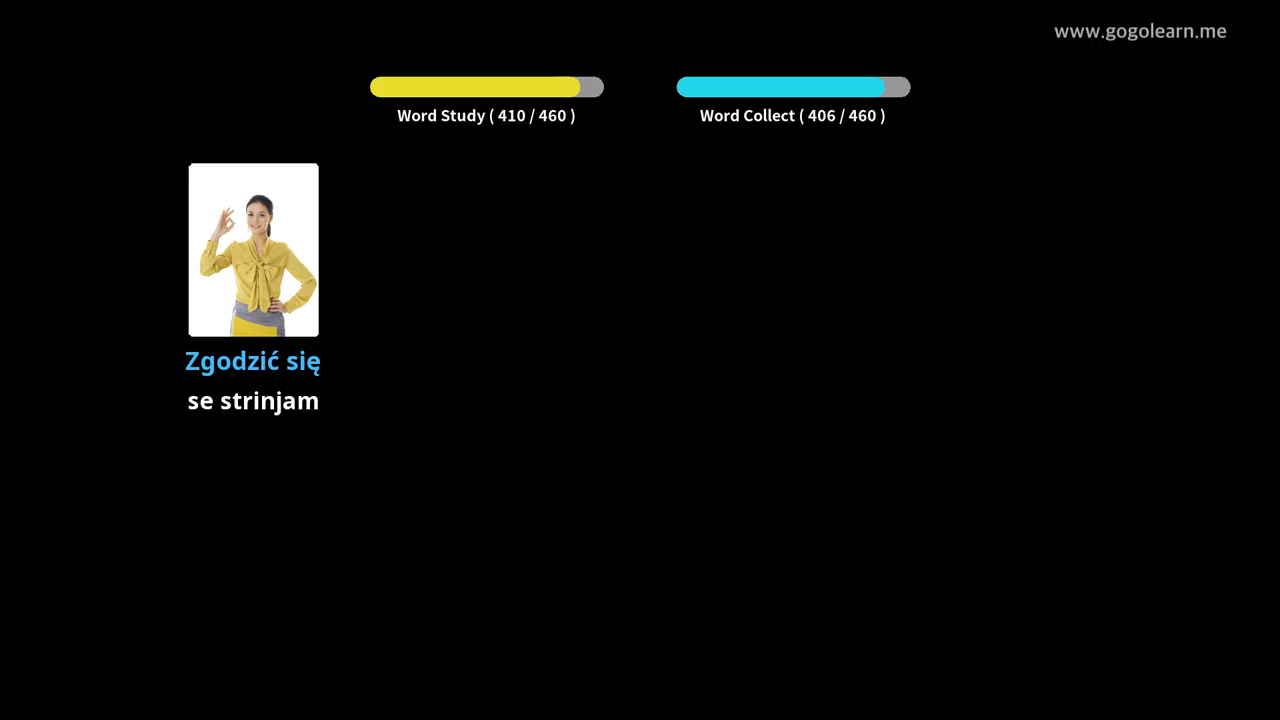 www.gogolearn.me
Word Study ( 410 / 460 )
Word Collect ( 406 / 460 )
Zgodzić się
se strinjam